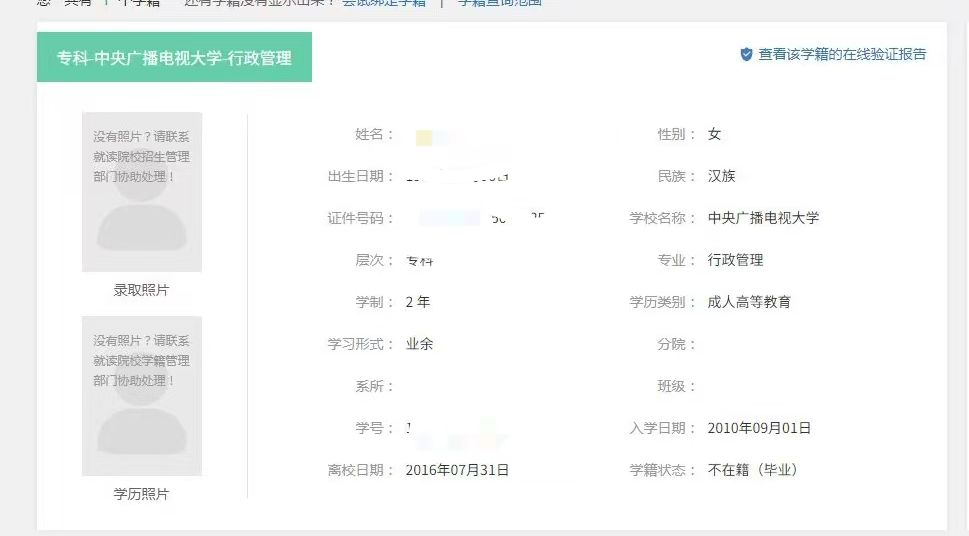 您 共有 1 个学籍 还有学籍没有显示出来？ 尝试绑定学籍 | 学籍查询范围
专科-中央广播电视大学-行政管理
查看该学籍的在线验证报告
没有照片？请联系
就读院校招生管理
部门协助处理！
录取照片
没有照片？请联系
就读院校学籍管理
部门协助处理！
学历照片
姓名：
性别： 女
出生日期：
民族： 汉族
证件号码：
学校名称： 中央广播电视大学
层次： 专科
专业： 行政管理
学制： 2 年
学历类别： 成人高等教育
学习形式： 业余
分院：
系所：
班级：
学号：
入学日期： 2010年09月01日
离校日期： 2016年07月31日
学籍状态： 不在籍（毕业）